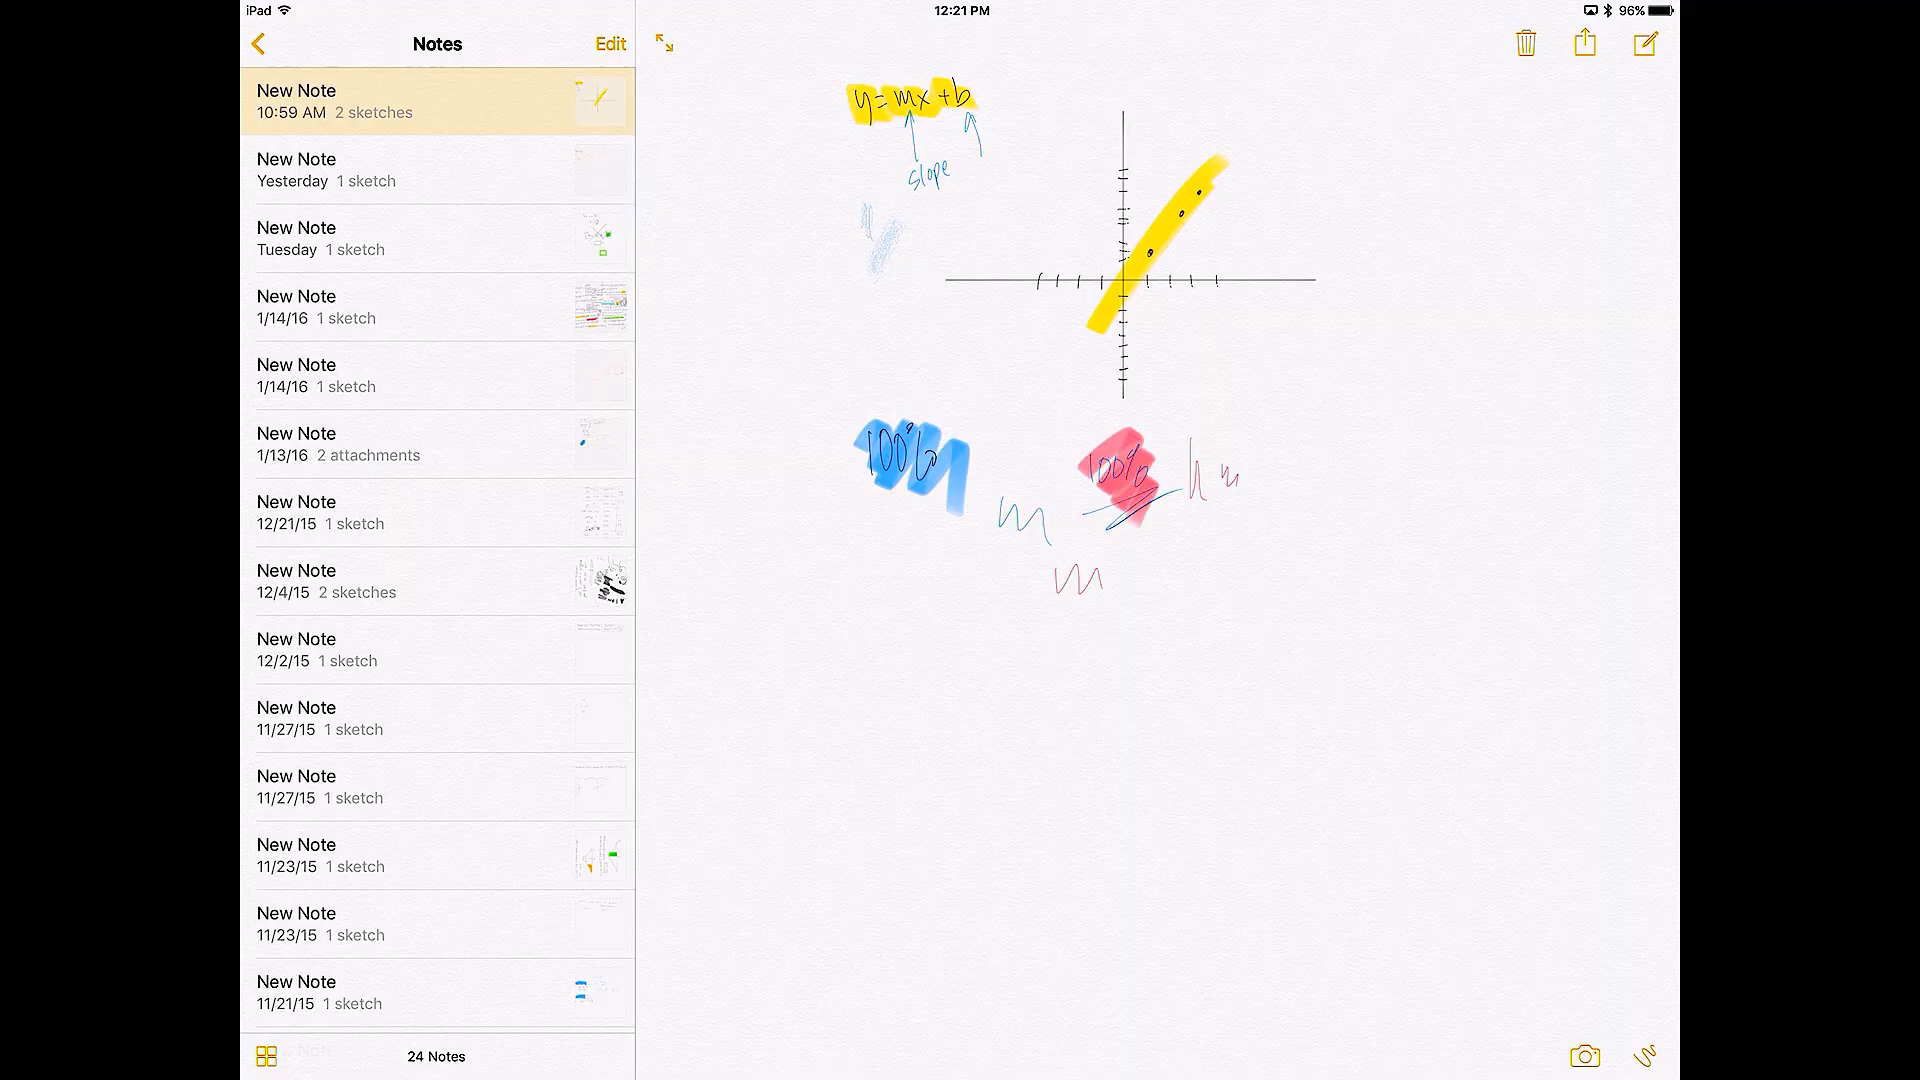 iPad 12:21 PM 96%
Notes Edit
New Note
10:59 AM 2 sketches
New Note
Yesterday 1 sketch
New Note
Tuesday 1 sketch
New Note
1/14/16 1 sketch
New Note
1/14/16 1 sketch
New Note
1/13/16 2 attachments
New Note
12/21/15 1 sketch
New Note
12/4/15 2 sketches
New Note
12/2/15 1 sketch
New Note
11/27/15 1 sketch
New Note
11/27/15 1 sketch
New Note
11/23/15 1 sketch
New Note
11/23/15 1 sketch
New Note
11/21/15 1 sketch
24 Notes
y=mx+b
slope
100%
100%